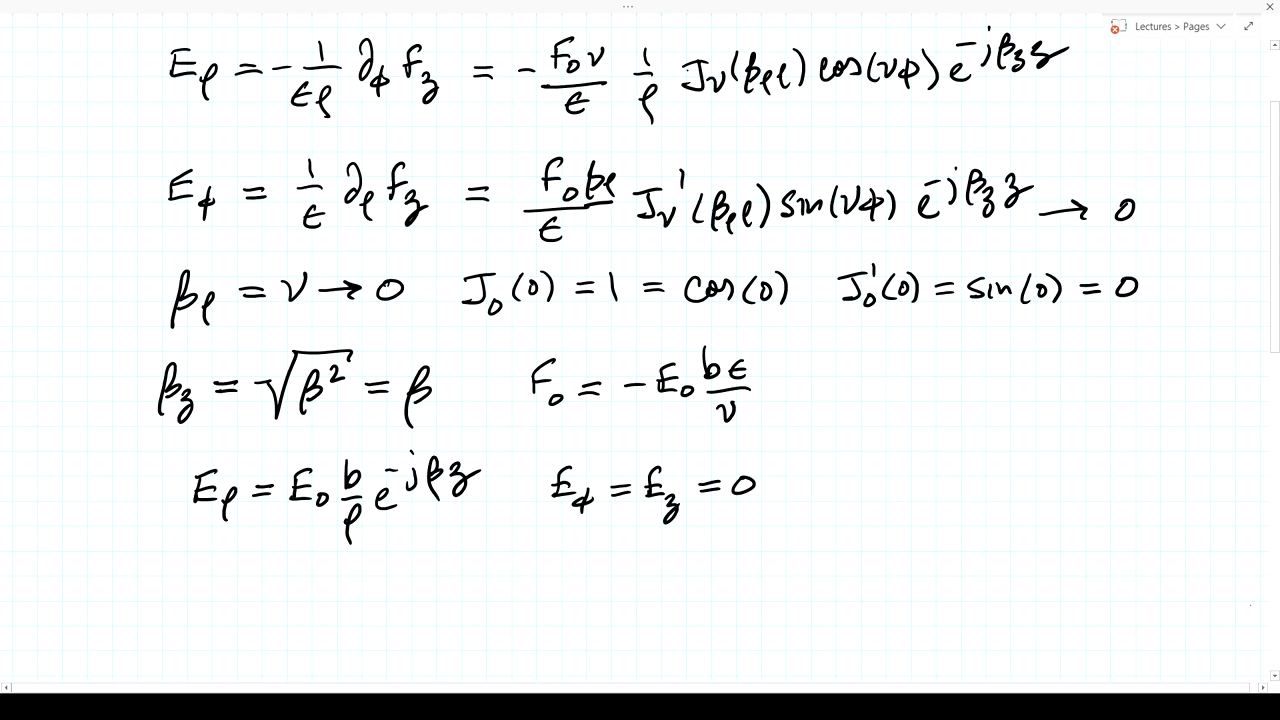 Lectures > Pages
E_ρ = -1/(ϵρ) ∂_ϕ f_z = -(F_0 ν)/ϵ 1/ρ J_ν(β_ρ ρ) cos(νϕ) e^{-jβ_z z}
E_ϕ = 1/ϵ ∂_ρ f_z = (F_0 β_ρ)/ϵ J_ν'(β_ρ ρ) sin(νϕ) e^{-jβ_z z} → 0
β_ρ = ν → 0 J_0(0) = 1 = cos(0) J_0'(0) = sin(0) = 0
β_z = √(β^2) = β F_0 = -E_0 (bϵ)/ν
E_ρ = E_0 b/ρ e^{-jβz} E_ϕ = E_z = 0